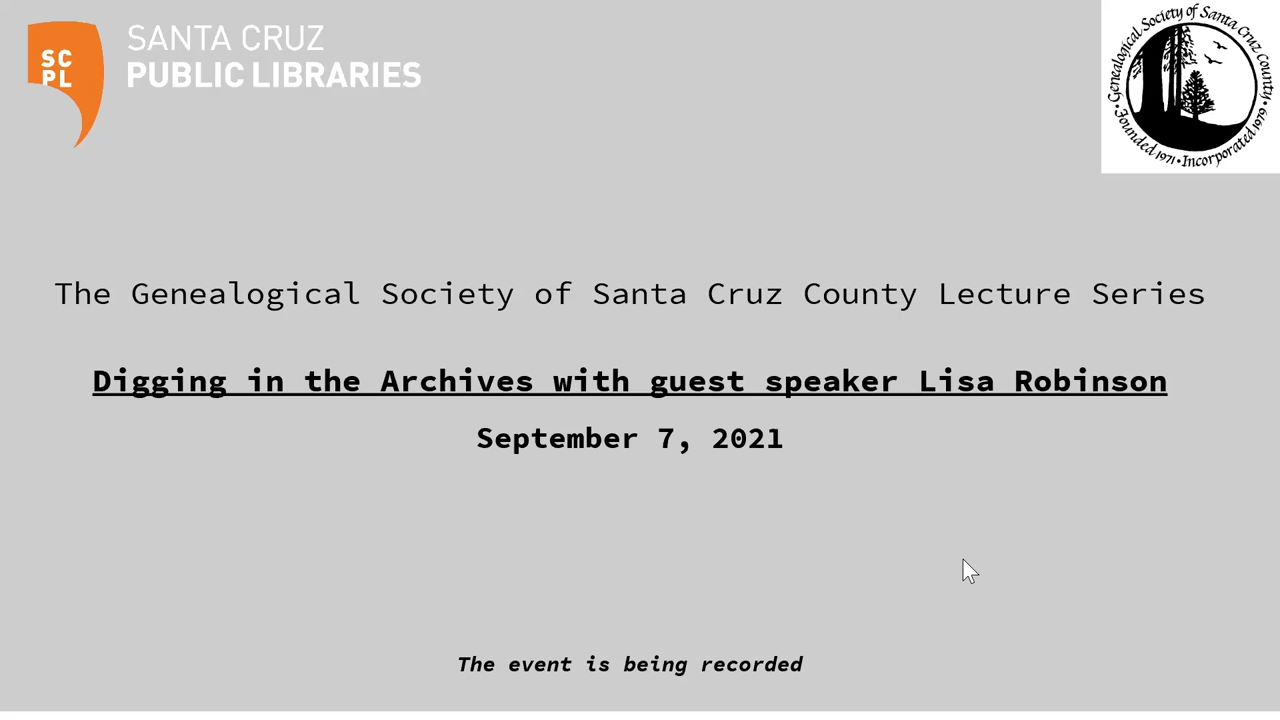 SC
PL
SANTA CRUZ
PUBLIC LIBRARIES
Genealogical Society of Santa Cruz County
• Founded 1971 • Incorporated 1979 •
The Genealogical Society of Santa Cruz County Lecture Series
Digging in the Archives with guest speaker Lisa Robinson
September 7, 2021
The event is being recorded